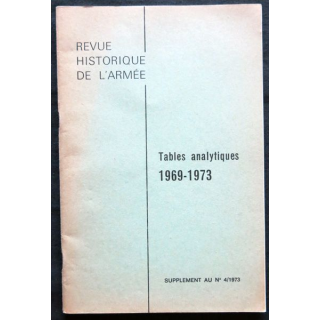 REVUE
HISTORIQUE
DE L'ARMÉE
Tables analytiques
1969-1973
SUPPLEMENT AU N° 4/1973